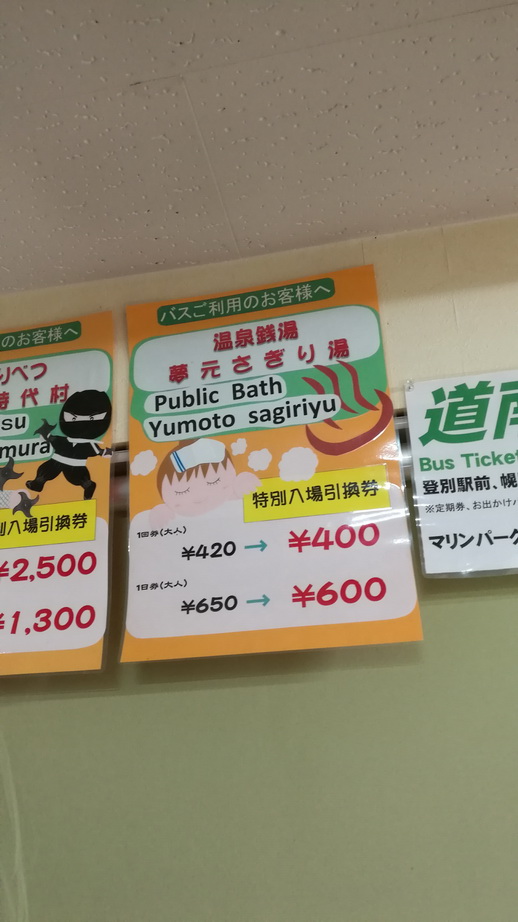 のお客様へ
りべつ
時代村
su
mura
別入場引換券
¥2,500
¥1,300
バスご利用のお客様へ
温泉銭湯
夢元さぎり湯
Public Bath
Yumoto sagiriyu
特別入場引換券
1回券(大人)
¥420 → ¥400
1日券(大人)
¥650 → ¥600
道南
Bus Ticket
登別駅前、幌
※定期券、お出かけ
マリンパーク